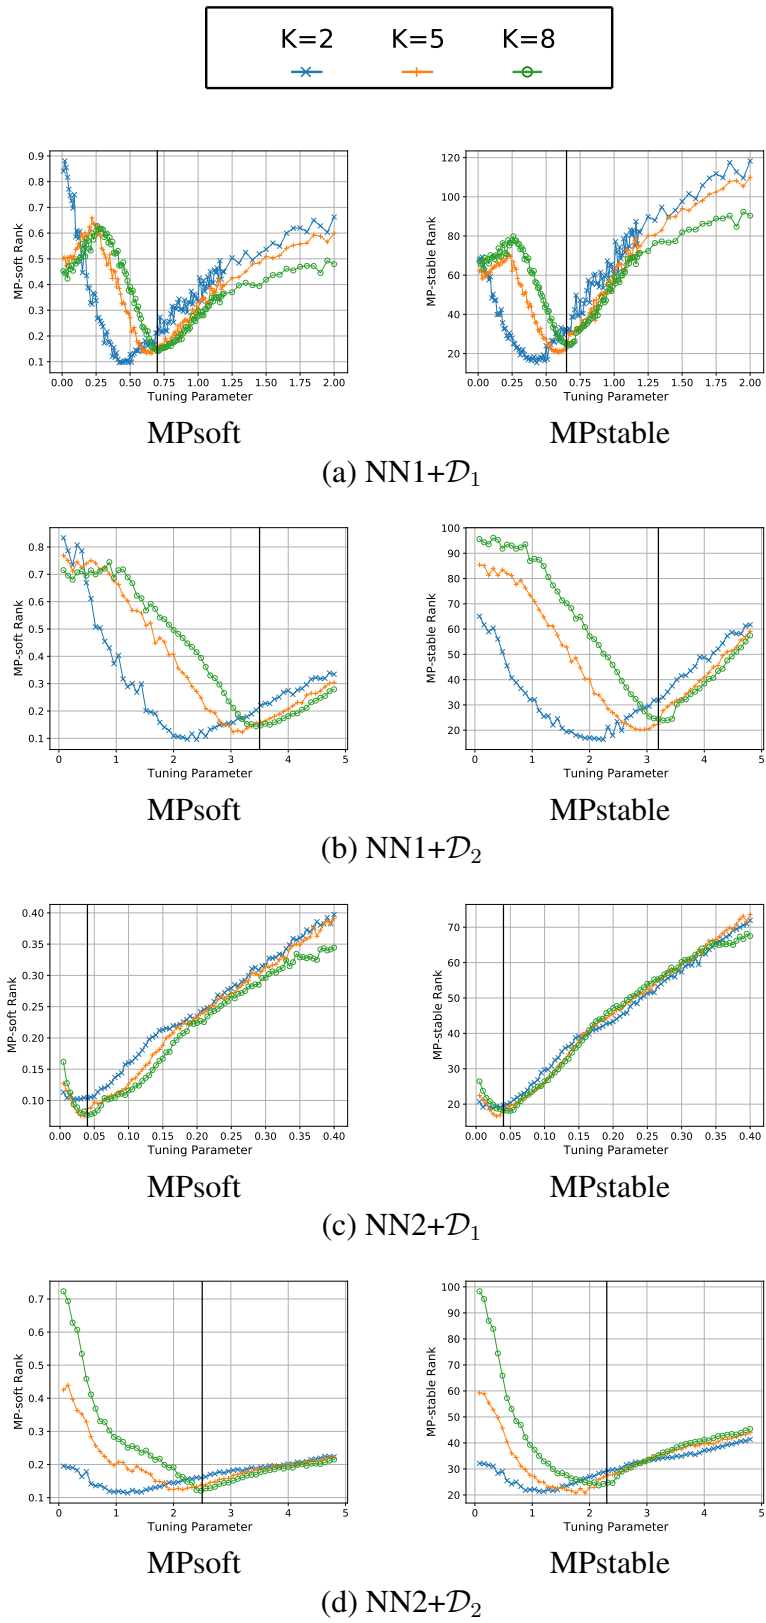 K=2 K=5 K=8
0.9
0.8
0.7
0.6
0.5
0.4
0.3
0.2
0.1
MP-soft Rank
0.00 0.25 0.50 0.75 1.00 1.25 1.50 1.75 2.00
Tuning Parameter
120
100
80
60
40
20
MP-stable Rank
0.00 0.25 0.50 0.75 1.00 1.25 1.50 1.75 2.00
Tuning Parameter
MPsoft MPstable
(a) NN1+𝒟₁
0.8
0.7
0.6
0.5
0.4
0.3
0.2
0.1
MP-soft Rank
0 1 2 3 4 5
Tuning Parameter
100
90
80
70
60
50
40
30
20
MP-stable Rank
0 1 2 3 4 5
Tuning Parameter
MPsoft MPstable
(b) NN1+𝒟₂
0.40
0.35
0.30
0.25
0.20
0.15
0.10
MP-soft Rank
0.00 0.05 0.10 0.15 0.20 0.25 0.30 0.35 0.40
Tuning Parameter
70
60
50
40
30
20
MP-stable Rank
0.00 0.05 0.10 0.15 0.20 0.25 0.30 0.35 0.40
Tuning Parameter
MPsoft MPstable
(c) NN2+𝒟₁
0.7
0.6
0.5
0.4
0.3
0.2
0.1
MP-soft Rank
0 1 2 3 4 5
Tuning Parameter
100
90
80
70
60
50
40
30
20
MP-stable Rank
0 1 2 3 4 5
Tuning Parameter
MPsoft MPstable
(d) NN2+𝒟₂